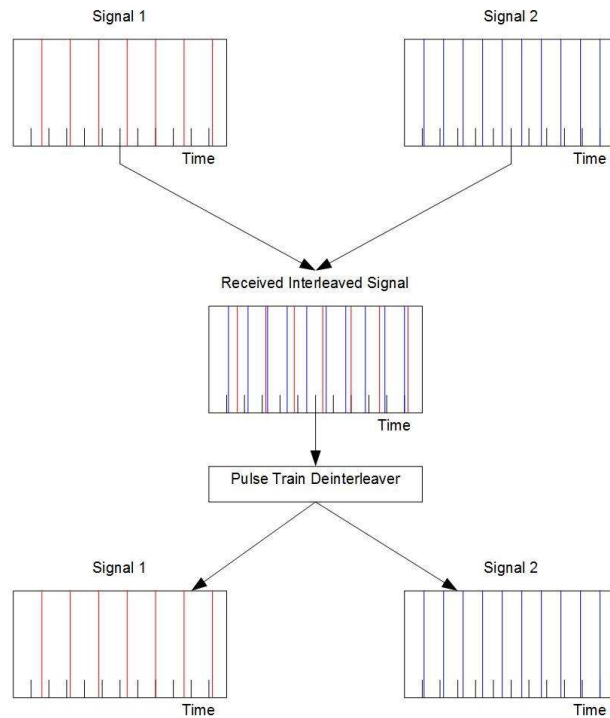 Signal 1
Signal 2
Time
Time
Received Interleaved Signal
Time
Pulse Train Deinterleaver
Signal 1
Signal 2
Time
Time